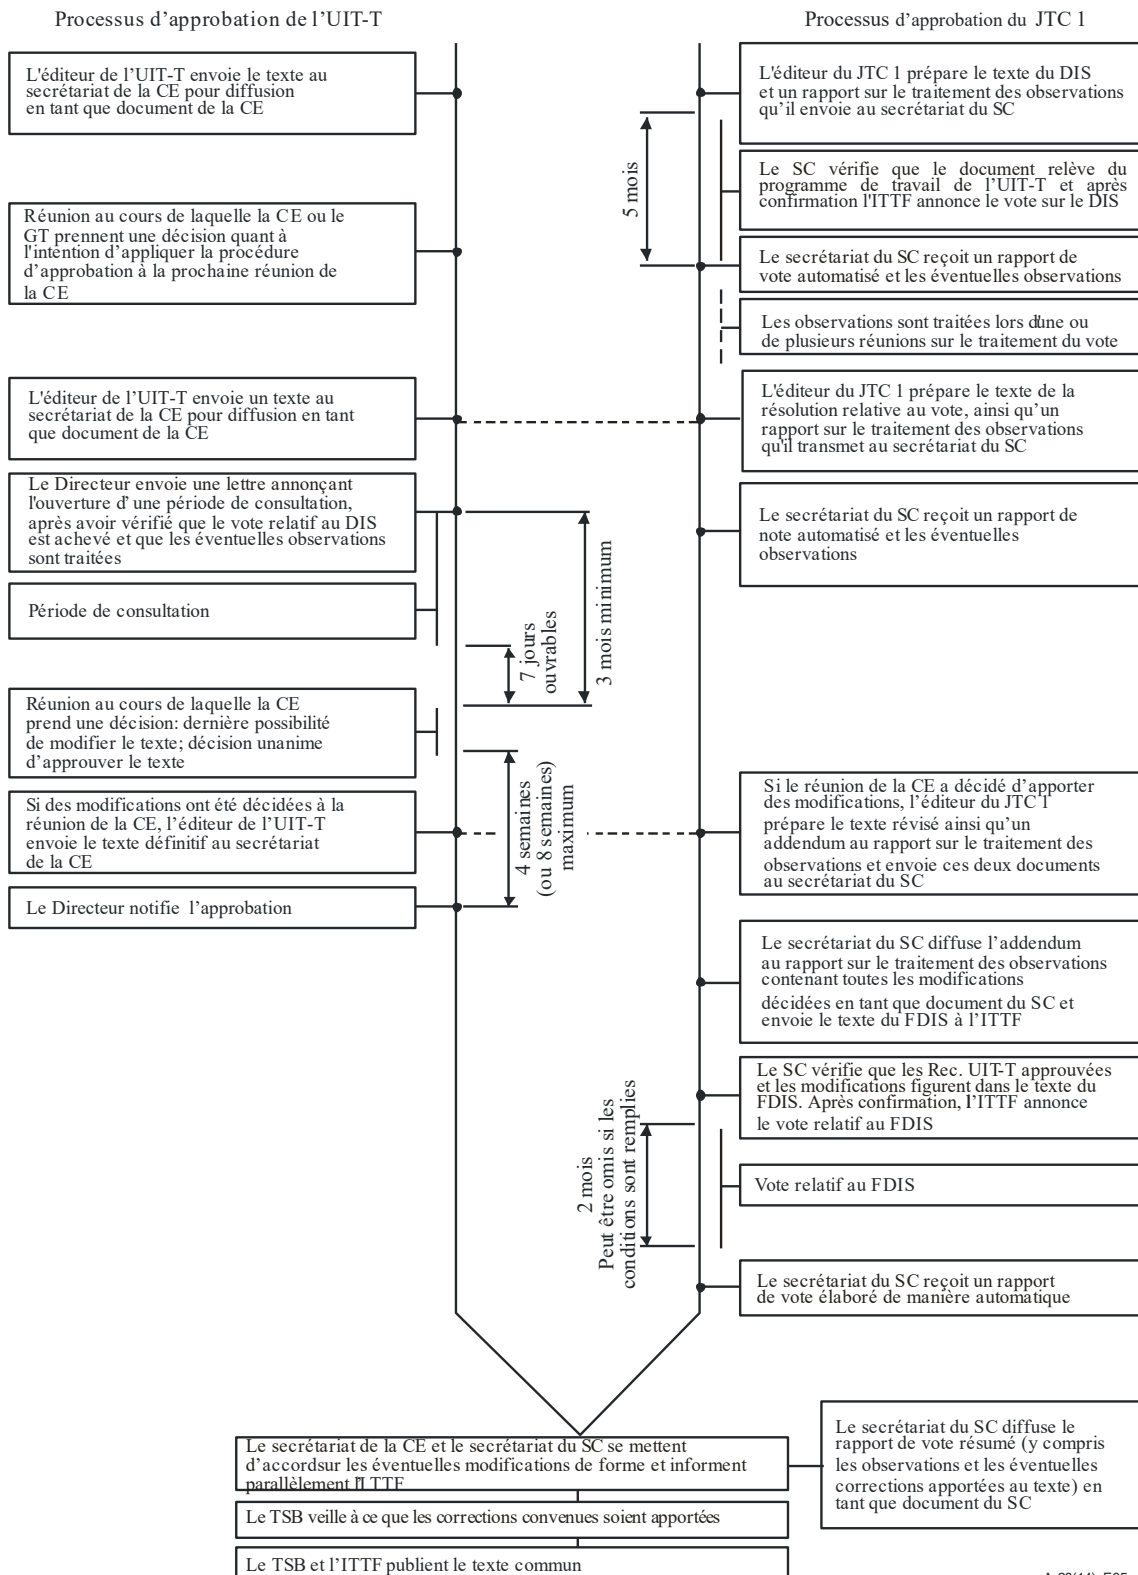 Processus d'approbation de l'UIT-T
L'éditeur de l'UIT-T envoie le texte au
secrétariat de la CE pour diffusion
en tant que document de la CE
Réunion au cours de laquelle la CE ou le
GT prennent une décision quant à
l'intention d'appliquer la procédure
d'approbation à la prochaine réunion de
la CE
L'éditeur de l'UIT-T envoie un texte au
secrétariat de la CE pour diffusion en tant
que document de la CE
Le Directeur envoie une lettre annonçant
l'ouverture d' une période de consultation,
après avoir vérifié que le vote relatif au DIS
est achevé et que les éventuelles observations
sont traitées
Période de consultation
Réunion au cours de laquelle la CE
prend une décision: dernière possibilité
de modifier le texte; décision unanime
d'approuver le texte
Si des modifications ont été décidées à la
réunion de la CE, l'éditeur de l'UIT-T
envoie le texte définitif au secrétariat
de la CE
Le Directeur notifie l'approbation
7 jours
ouvrables
3 mois minimum
4 semaines
(ou 8 semaines)
maximum
Processus d'approbation du JTC 1
5 mois
L'éditeur du JTC 1 prépare le texte du DIS
et un rapport sur le traitement des observations
qu'il envoie au secrétariat du SC
Le SC vérifie que le document relève du
programme de travail de l'UIT-T et après
confirmation l'ITTF annonce le vote sur le DIS
Le secrétariat du SC reçoit un rapport de
vote automatisé et les éventuelles observations
Les observations sont traitées lors d'une ou
de plusieurs réunions sur le traitement du vote
L'éditeur du JTC 1 prépare le texte de la
résolution relative au vote, ainsi qu'un
rapport sur le traitement des observations
qu'il transmet au secrétariat du SC
Le secrétariat du SC reçoit un rapport de
note automatisé et les éventuelles
observations
Si le réunion de la CE a décidé d'apporter
des modifications, l'éditeur du JTC 1
prépare le texte révisé ainsi qu'un
addendum au rapport sur le traitement des
observations et envoie ces deux documents
au secrétariat du SC
Le secrétariat du SC diffuse l'addendum
au rapport sur le traitement des observations
contenant toutes les modifications
décidées en tant que document du SC et
envoie le texte du FDIS à l'ITTF
Le SC vérifie que les Rec. UIT-T approuvées
et les modifications figurent dans le texte du
FDIS. Après confirmation, l'ITTF annonce
le vote relatif au FDIS
2 mois
Peut être omis si les
conditions sont remplies
Vote relatif au FDIS
Le secrétariat du SC reçoit un rapport
de vote élaboré de manière automatique
Le secrétariat de la CE et le secrétariat du SC se mettent
d'accordsur les éventuelles modifications de forme et informent
parallèlement l'ITTF
Le secrétariat du SC diffuse le
rapport de vote résumé (y compris
les observations et les éventuelles
corrections apportées au texte) en
tant que document du SC
Le TSB veille à ce que les corrections convenues soient apportées
Le TSB et l'ITTF publient le texte commun